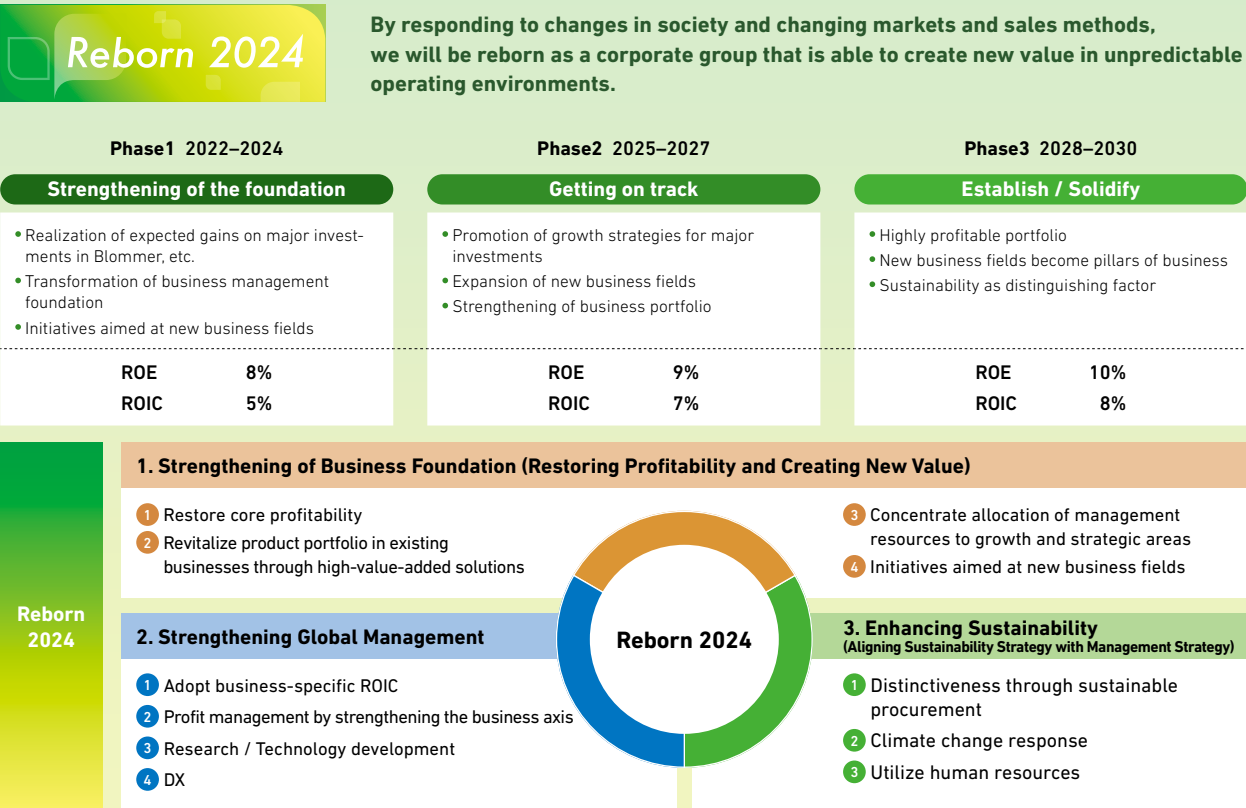 Reborn 2024
By responding to changes in society and changing markets and sales methods,
we will be reborn as a corporate group that is able to create new value in unpredictable
operating environments.
Phase1 2022–2024
Strengthening of the foundation
• Realization of expected gains on major invest-
ments in Blommer, etc.
• Transformation of business management
foundation
• Initiatives aimed at new business fields
ROE 8%
ROIC 5%
Phase2 2025–2027
Getting on track
• Promotion of growth strategies for major
investments
• Expansion of new business fields
• Strengthening of business portfolio
ROE 9%
ROIC 7%
Phase3 2028–2030
Establish / Solidify
• Highly profitable portfolio
• New business fields become pillars of business
• Sustainability as distinguishing factor
ROE 10%
ROIC 8%
Reborn
2024
1. Strengthening of Business Foundation (Restoring Profitability and Creating New Value)
1 Restore core profitability
2 Revitalize product portfolio in existing
businesses through high-value-added solutions
3 Concentrate allocation of management
resources to growth and strategic areas
4 Initiatives aimed at new business fields
Reborn 2024
2. Strengthening Global Management
1 Adopt business-specific ROIC
2 Profit management by strengthening the business axis
3 Research / Technology development
4 DX
3. Enhancing Sustainability
(Aligning Sustainability Strategy with Management Strategy)
1 Distinctiveness through sustainable
procurement
2 Climate change response
3 Utilize human resources